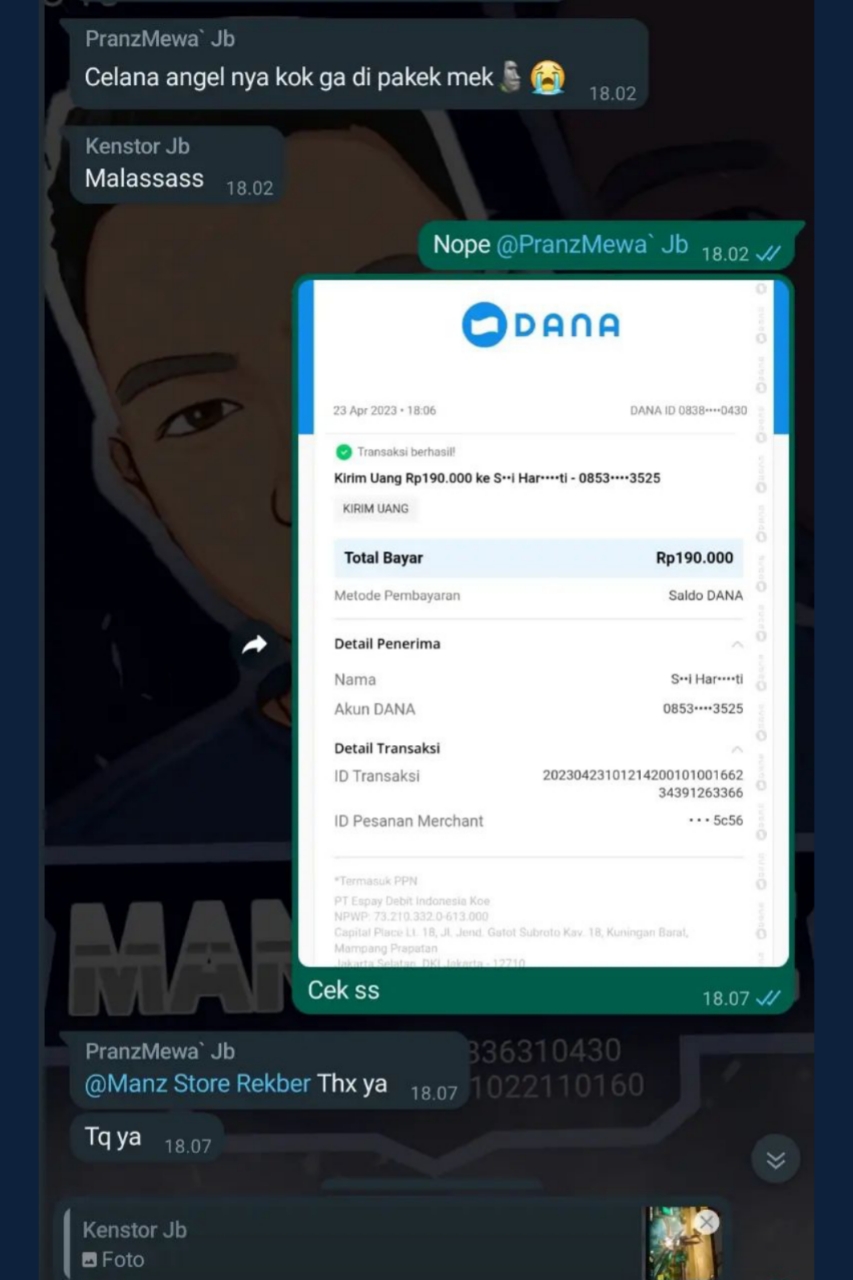 PranzMewa` Jb
Celana angel nya kok ga di pakek mek🗿😭
18.02
Kenstor Jb
Malassass 18.02
Nope @PranzMewa` Jb 18.02
DANA
23 Apr 2023 • 18:06 DANA ID 0838••••0430
Transaksi berhasil!
Kirim Uang Rp190.000 ke S••i Har••••ti - 0853••••3525
KIRIM UANG
Total Bayar Rp190.000
Metode Pembayaran Saldo DANA
Detail Penerima
Nama S••i Har••••ti
Akun DANA 0853••••3525
Detail Transaksi
ID Transaksi 20230423101214200101001662
34391263366
ID Pesanan Merchant ••• 5c56
*Termasuk PPN
PT Espay Debit Indonesia Koe
NPWP: 73.210.332.0-613.000
Capital Place Lt. 18, Jl. Jend. Gatot Subroto Kav. 18, Kuningan Barat,
Mampang Prapatan
Jakarta Selatan, DKI Jakarta - 12710
Cek ss 18.07
MAN
336310430
1022110160
PranzMewa` Jb
@Manz Store Rekber Thx ya 18.07
Tq ya 18.07
Kenstor Jb
Foto